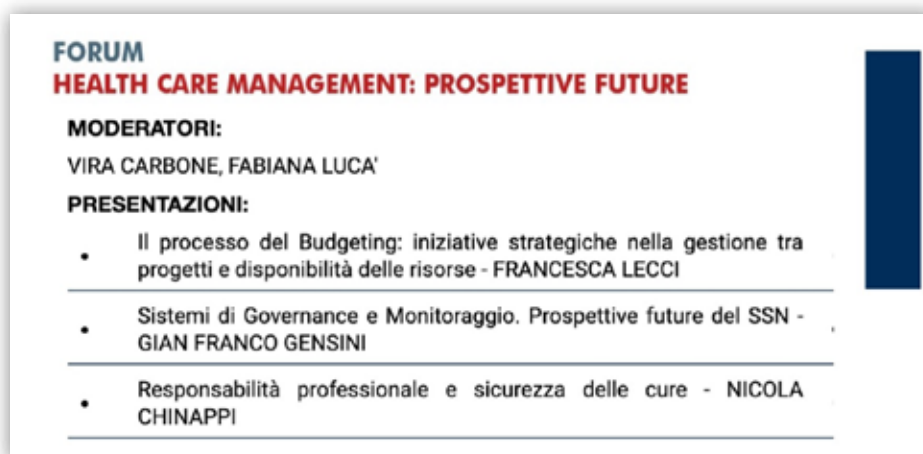 FORUM
HEALTH CARE MANAGEMENT: PROSPETTIVE FUTURE
MODERATORI:
VIRA CARBONE, FABIANA LUCA'
PRESENTAZIONI:
• Il processo del Budgeting: iniziative strategiche nella gestione tra
progetti e disponibilità delle risorse - FRANCESCA LECCI
• Sistemi di Governance e Monitoraggio. Prospettive future del SSN -
GIAN FRANCO GENSINI
• Responsabilità professionale e sicurezza delle cure - NICOLA
CHINAPPI